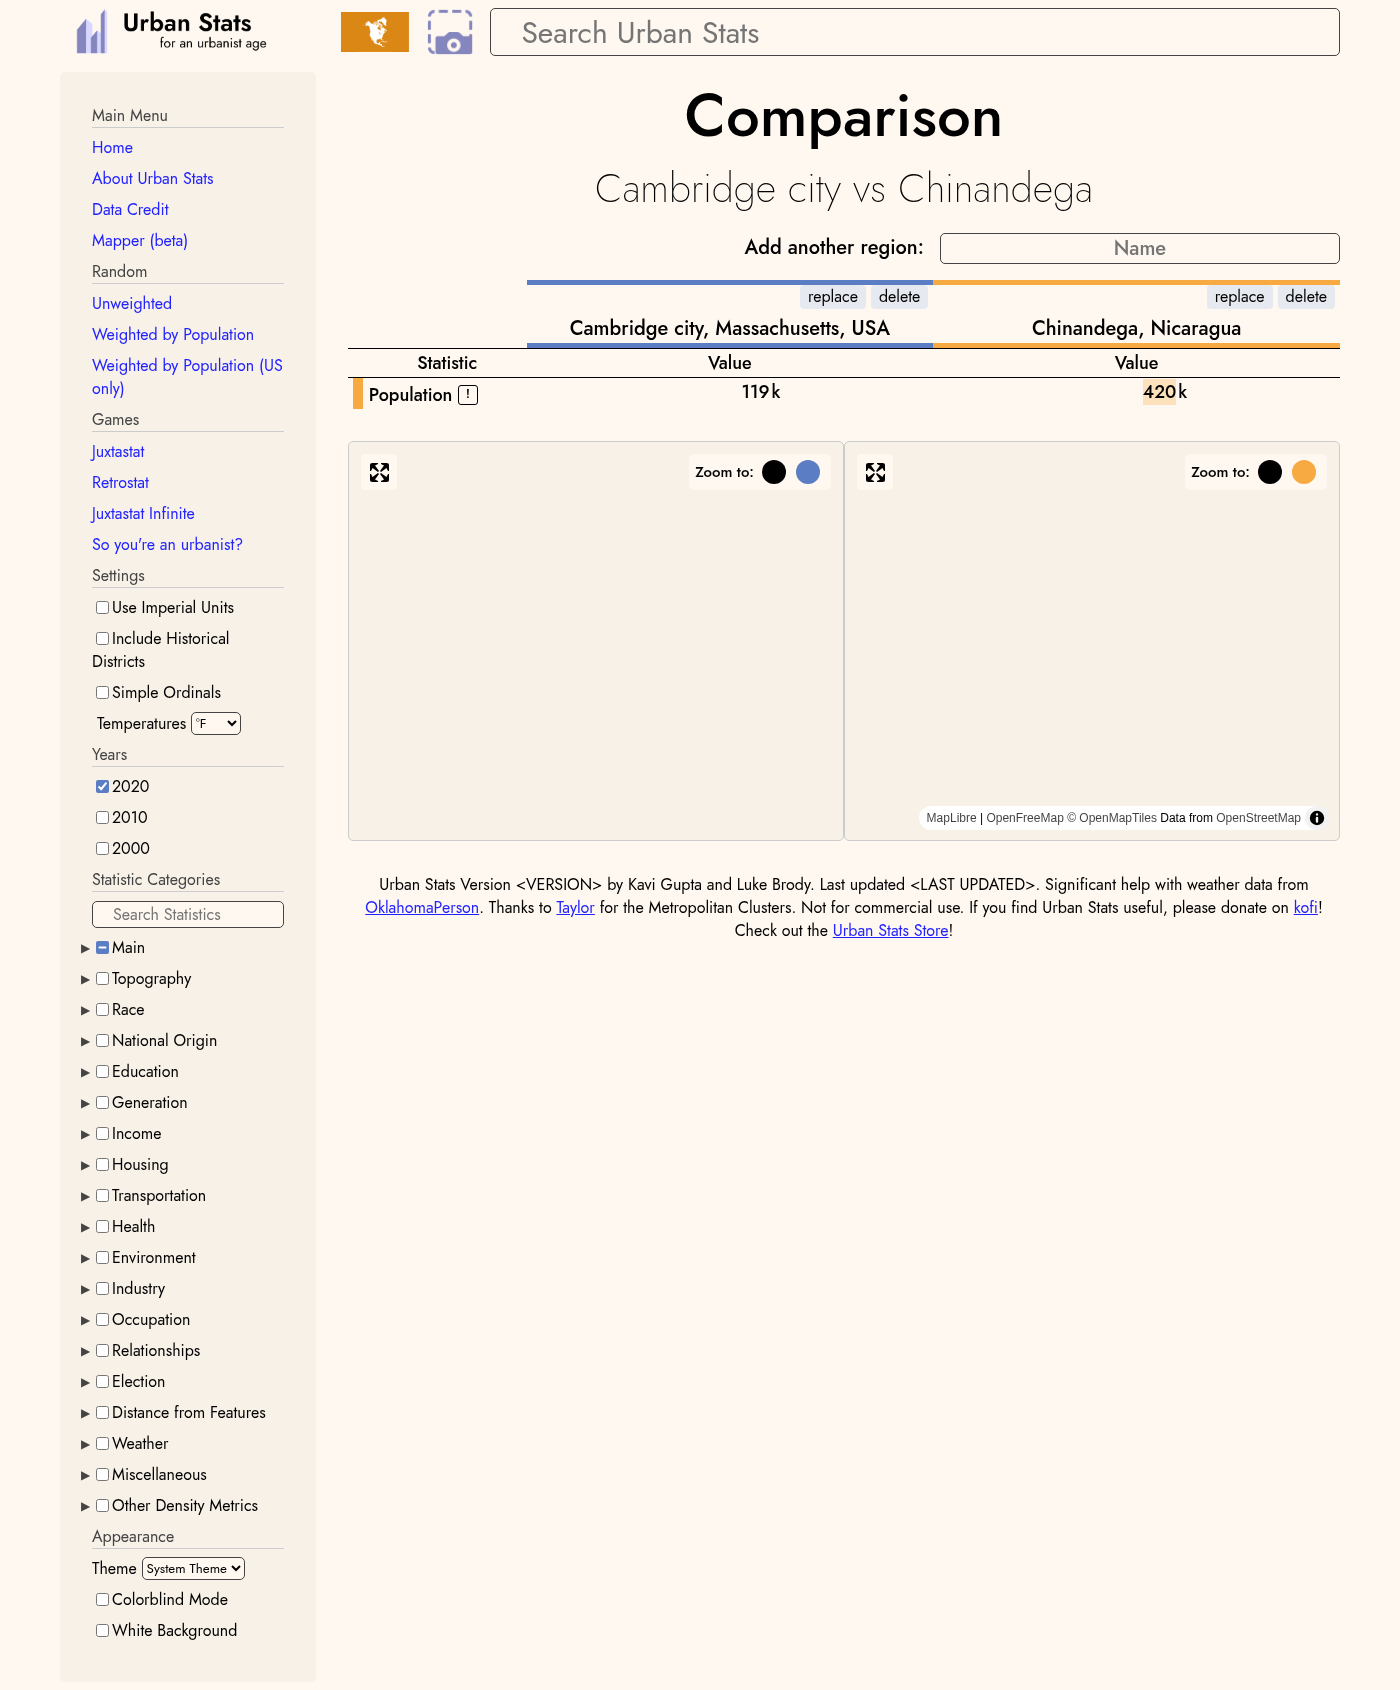 Urban Stats
for an urbanist age
Search Urban Stats
Main Menu
Home
About Urban Stats
Data Credit
Mapper (beta)
Random
Unweighted
Weighted by Population
Weighted by Population (US
only)
Games
Juxtastat
Retrostat
Juxtastat Infinite
So you're an urbanist?
Settings
Use Imperial Units
Include Historical
Districts
Simple Ordinals
Temperatures °F
Years
2020
2010
2000
Statistic Categories
Search Statistics
Main
Topography
Race
National Origin
Education
Generation
Income
Housing
Transportation
Health
Environment
Industry
Occupation
Relationships
Election
Distance from Features
Weather
Miscellaneous
Other Density Metrics
Appearance
Theme System Theme
Colorblind Mode
White Background
Comparison
Cambridge city vs Chinandega
Add another region: Name
replace delete replace delete
Cambridge city, Massachusetts, USA Chinandega, Nicaragua
Statistic Value Value
Population ! 119k 420k
Zoom to: Zoom to:
MapLibre | OpenFreeMap © OpenMapTiles Data from OpenStreetMap
Urban Stats Version <VERSION> by Kavi Gupta and Luke Brody. Last updated <LAST UPDATED>. Significant help with weather data from
OklahomaPerson. Thanks to Taylor for the Metropolitan Clusters. Not for commercial use. If you find Urban Stats useful, please donate on kofi!
Check out the Urban Stats Store!